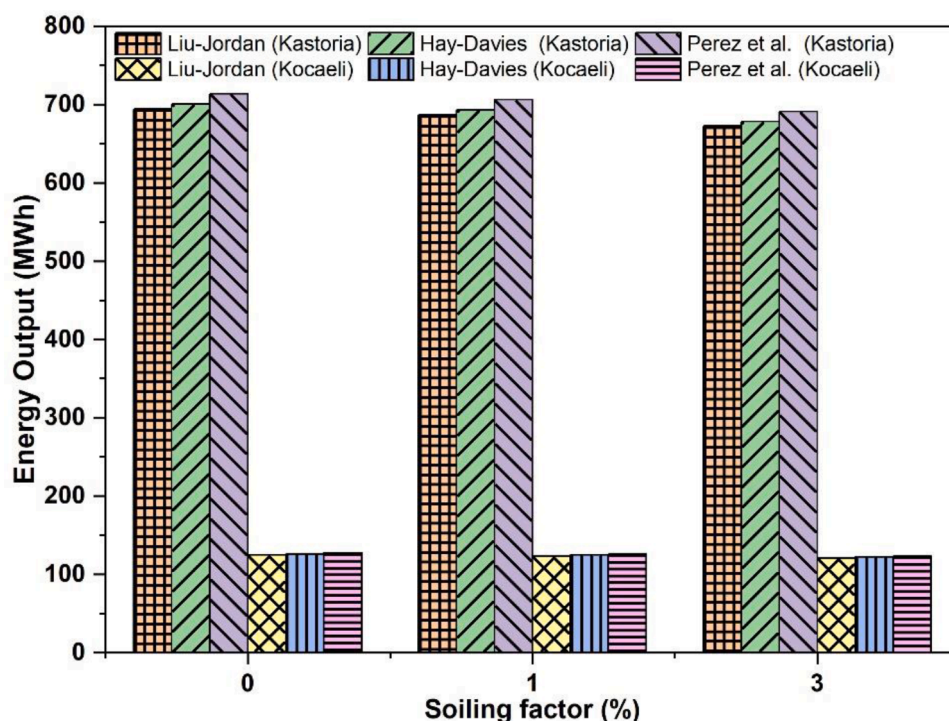 800
700
600
500
400
300
200
100
0
Energy Output (MWh)
Liu-Jordan (Kastoria) Hay-Davies (Kastoria) Perez et al. (Kastoria)
Liu-Jordan (Kocaeli) Hay-Davies (Kocaeli) Perez et al. (Kocaeli)
0 1 3
Soiling factor (%)